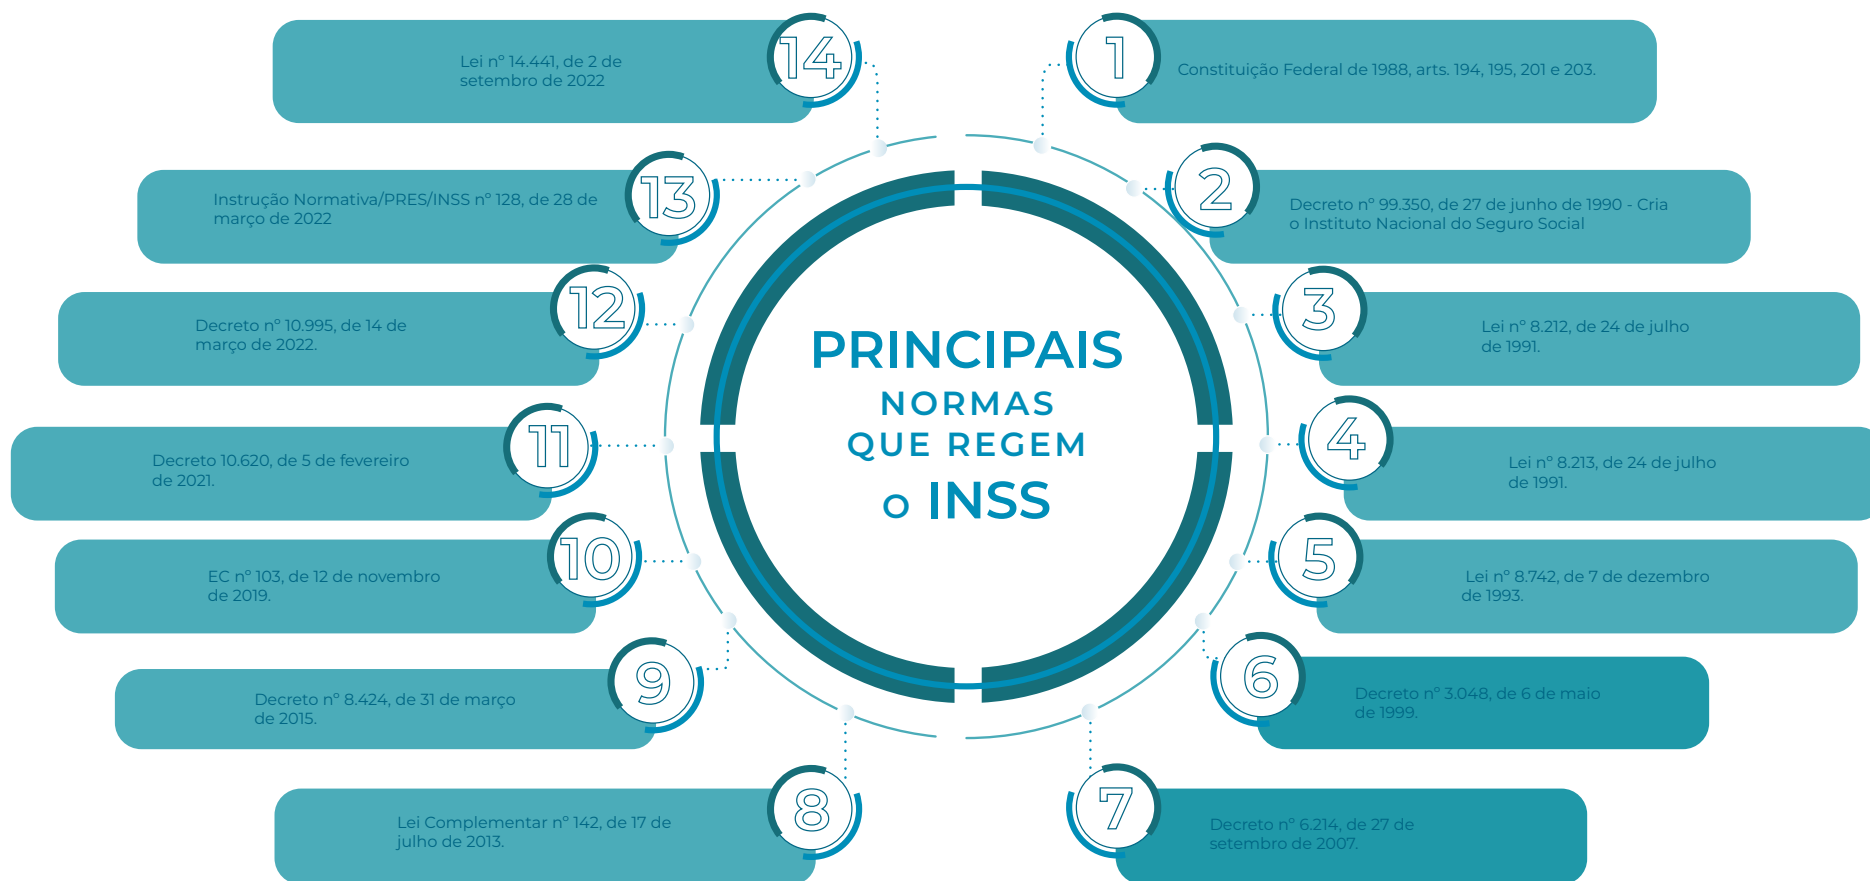 PRINCIPAIS
NORMAS
QUE REGEM
O INSS
1
Constituição Federal de 1988, arts. 194, 195, 201 e 203.
2
Decreto nº 99.350, de 27 de junho de 1990 - Cria
o Instituto Nacional do Seguro Social
3
Lei nº 8.212, de 24 de julho
de 1991.
4
Lei nº 8.213, de 24 de julho
de 1991.
5
Lei nº 8.742, de 7 de dezembro
de 1993.
6
Decreto nº 3.048, de 6 de maio
de 1999.
7
Decreto nº 6.214, de 27 de
setembro de 2007.
8
Lei Complementar nº 142, de 17 de
julho de 2013.
9
Decreto nº 8.424, de 31 de março
de 2015.
10
EC nº 103, de 12 de novembro
de 2019.
11
Decreto 10.620, de 5 de fevereiro
de 2021.
12
Decreto nº 10.995, de 14 de
março de 2022.
13
Instrução Normativa/PRES/INSS nº 128, de 28 de
março de 2022
14
Lei nº 14.441, de 2 de
setembro de 2022